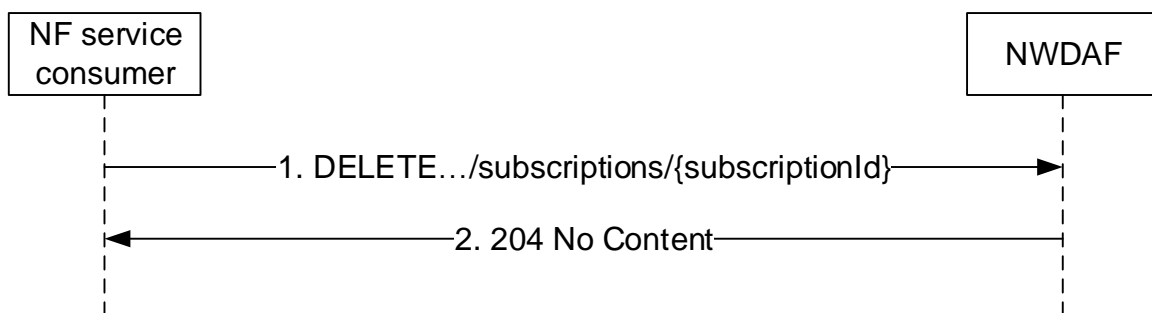 NF service
consumer
NWDAF
1. DELETE…/subscriptions/{subscriptionId}
2. 204 No Content